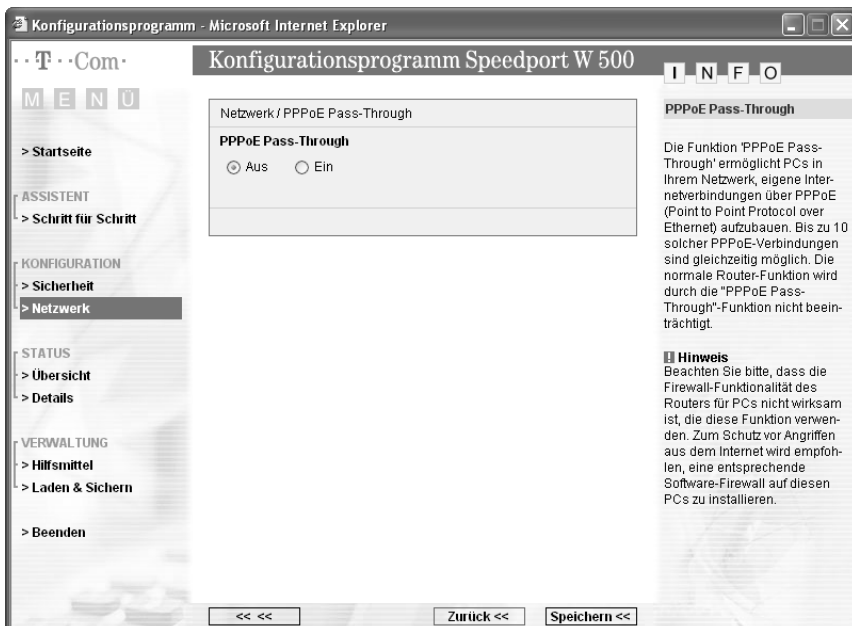 Konfigurationsprogramm - Microsoft Internet Explorer
··T··Com·
Konfigurationsprogramm Speedport W 500
MENÜ
> Startseite
ASSISTENT
> Schritt für Schritt
KONFIGURATION
> Sicherheit
> Netzwerk
STATUS
> Übersicht
> Details
VERWALTUNG
> Hilfsmittel
> Laden & Sichern
> Beenden
Netzwerk / PPPoE Pass-Through
PPPoE Pass-Through
Aus Ein
<< <<
Zurück <<
Speichern <<
INFO
PPPoE Pass-Through
Die Funktion 'PPPoE Pass-
Through' ermöglicht PCs in
Ihrem Netzwerk, eigene Inter-
netverbindungen über PPPoE
(Point to Point Protocol over
Ethernet) aufzubauen. Bis zu 10
solcher PPPoE-Verbindungen
sind gleichzeitig möglich. Die
normale Router-Funktion wird
durch die "PPPoE Pass-
Through"-Funktion nicht beein-
trächtigt.
! Hinweis
Beachten Sie bitte, dass die
Firewall-Funktionalität des
Routers für PCs nicht wirksam
ist, die diese Funktion verwen-
den. Zum Schutz vor Angriffen
aus dem Internet wird empfoh-
len, eine entsprechende
Software-Firewall auf diesen
PCs zu installieren.